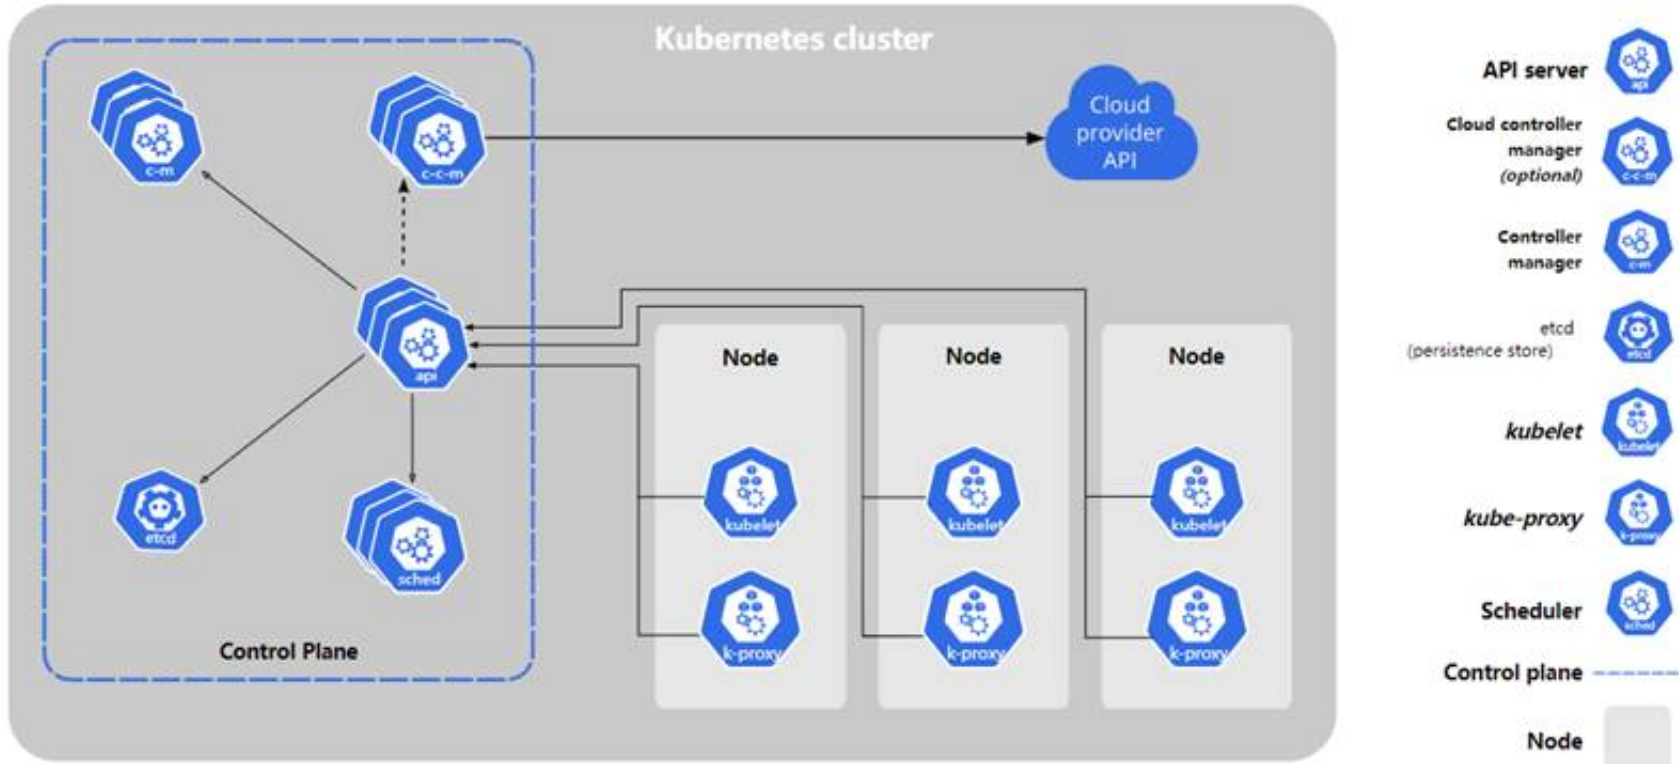 Kubernetes cluster
c-m
c-c-m
Cloud
provider
API
api
etcd
sched
Control Plane
Node
kubelet
k-proxy
Node
kubelet
k-proxy
Node
kubelet
k-proxy
API server
api
Cloud controller
manager
(optional)
c-c-m
Controller
manager
c-m
etcd
(persistence store)
etcd
kubelet
kubelet
kube-proxy
k-proxy
Scheduler
sched
Control plane
Node